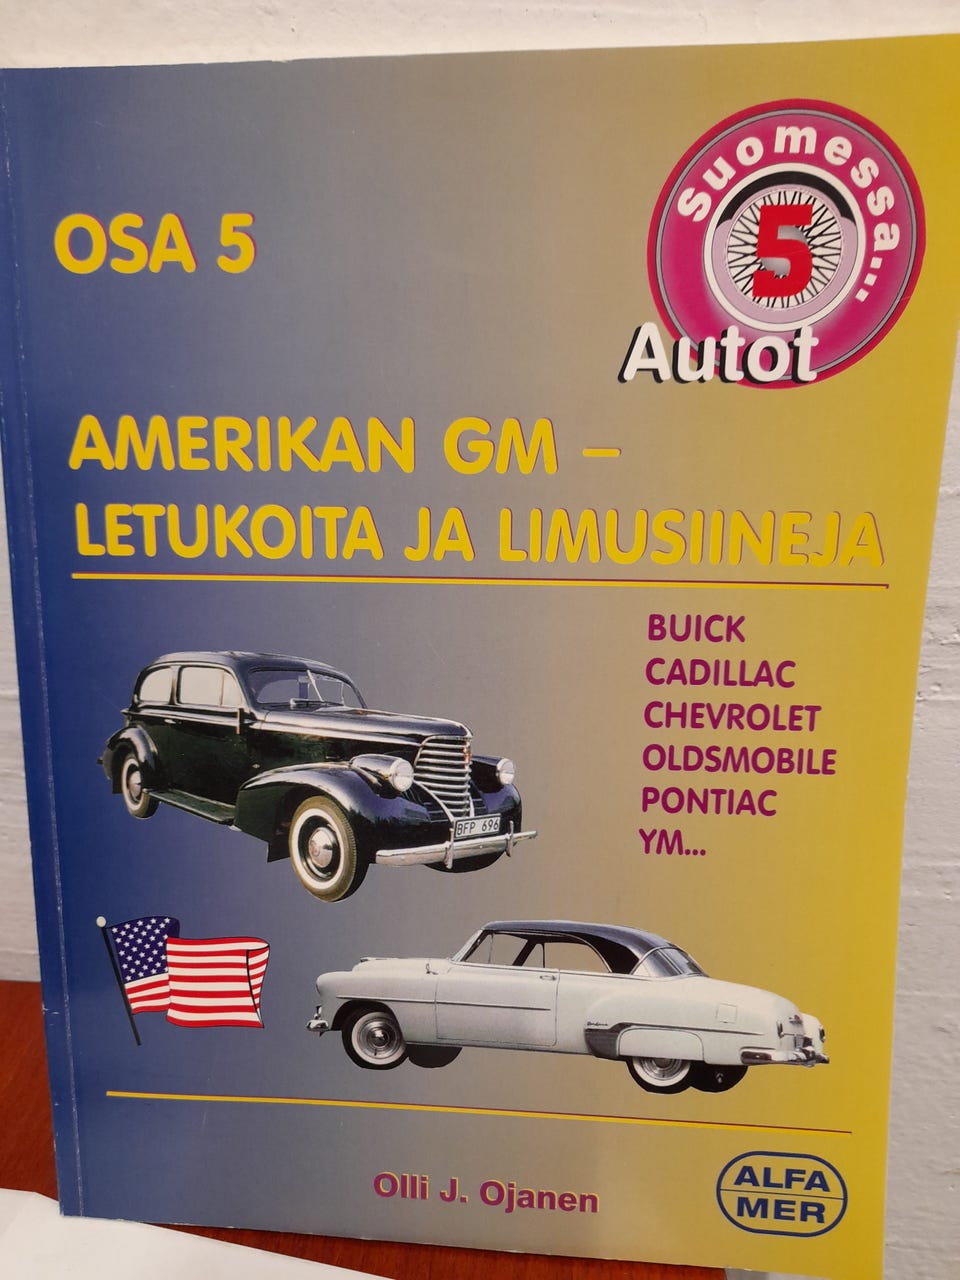 Suomessa...
5
Autot
OSA 5
AMERIKAN GM –
LETUKOITA JA LIMUSIINEJA
BUICK
CADILLAC
CHEVROLET
OLDSMOBILE
PONTIAC
YM...
BFP 696
Olli J. Ojanen
ALFA
MER